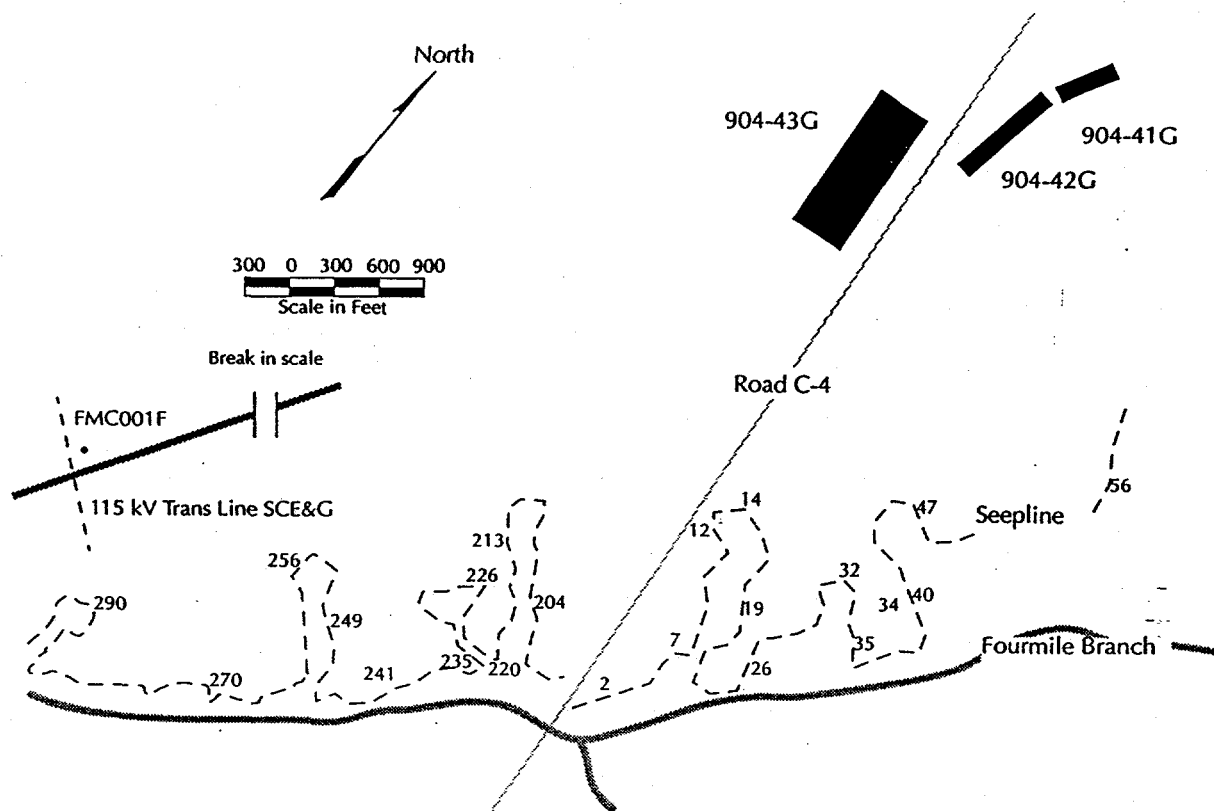 North
904-43G
904-41G
904-42G
300 0 300 600 900
Scale in Feet
Break in scale
Road C-4
FMC001F
115 kV Trans Line SCE&G
56
14
47
12
Seepline
213
256
226
32
290
249
204
19
34
40
7
35
Fourmile Branch
235
220
26
241
270
2